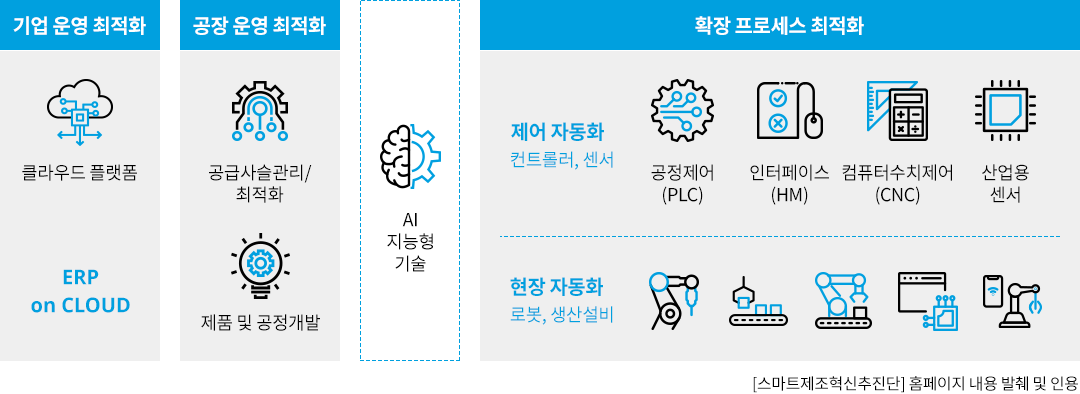 기업 운영 최적화
클라우드 플랫폼
ERP
on CLOUD
공장 운영 최적화
공급사슬관리/
최적화
제품 및 공정개발
AI
지능형
기술
확장 프로세스 최적화
제어 자동화
컨트롤러, 센서
공정제어
(PLC)
인터페이스
(HM)
컴퓨터수치제어
(CNC)
산업용
센서
현장 자동화
로봇, 생산설비
[스마트제조혁신추진단] 홈페이지 내용 발췌 및 인용